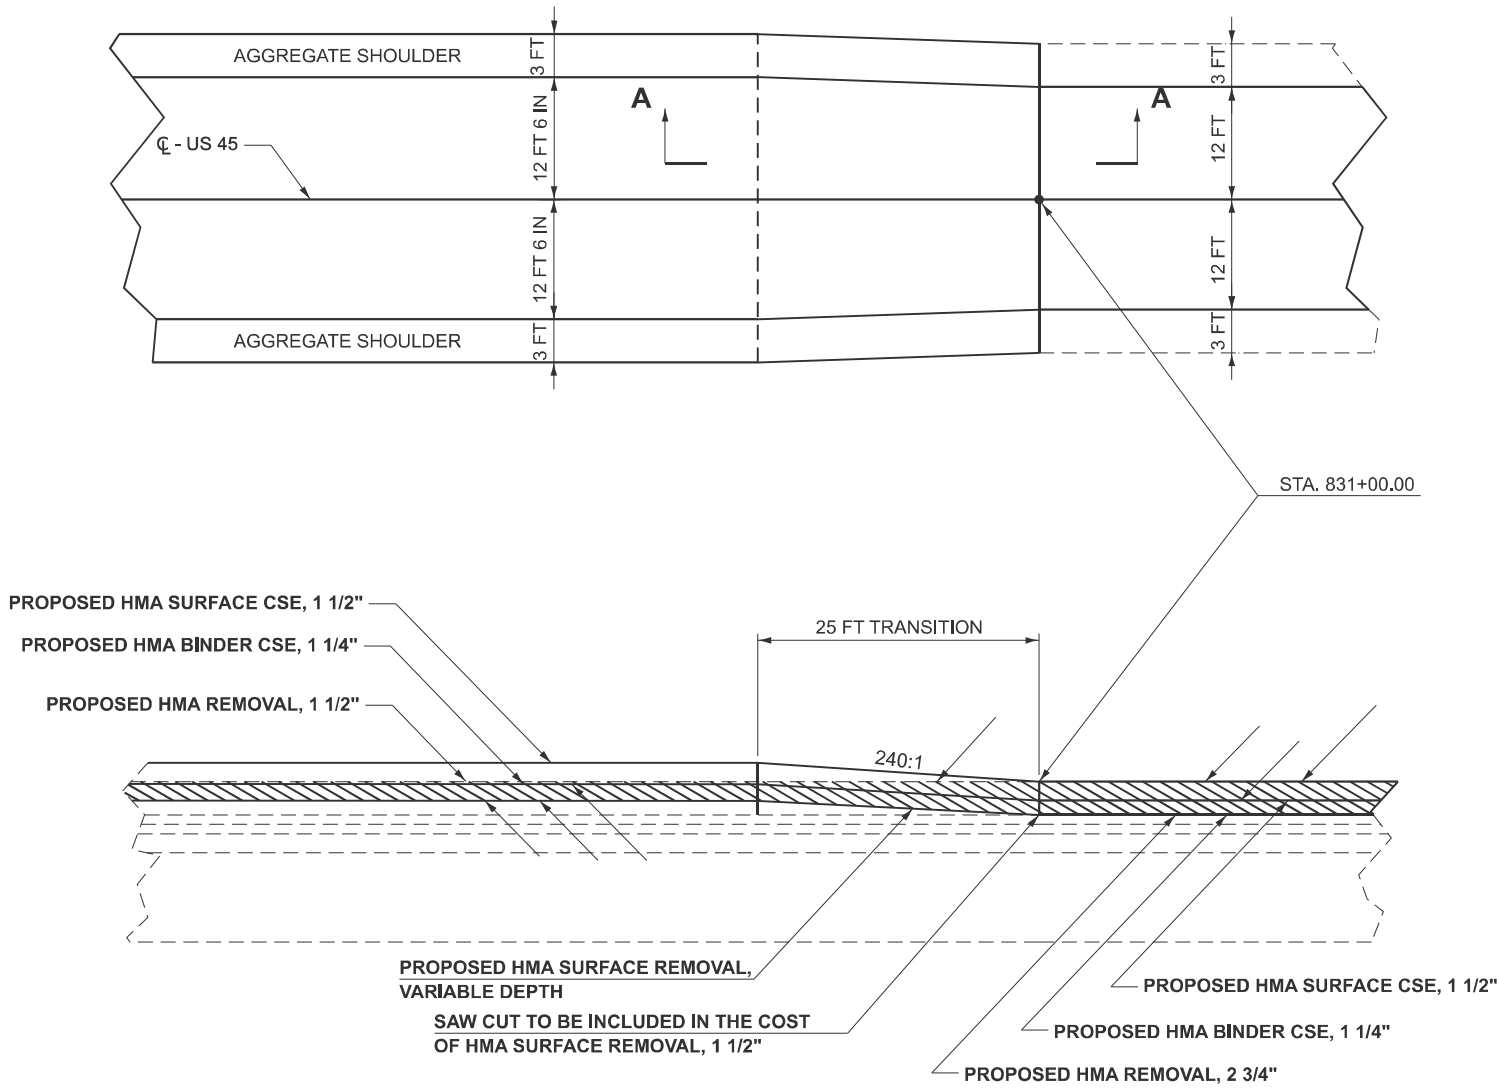 AGGREGATE SHOULDER
3 FT
3 FT
A
A
12 FT 6 IN
12 FT
℄ - US 45
12 FT 6 IN
12 FT
AGGREGATE SHOULDER
3 FT
3 FT
STA. 831+00.00
PROPOSED HMA SURFACE CSE, 1 1/2"
25 FT TRANSITION
PROPOSED HMA BINDER CSE, 1 1/4"
PROPOSED HMA REMOVAL, 1 1/2"
240:1
PROPOSED HMA SURFACE REMOVAL,
VARIABLE DEPTH
SAW CUT TO BE INCLUDED IN THE COST
OF HMA SURFACE REMOVAL, 1 1/2"
PROPOSED HMA SURFACE CSE, 1 1/2"
PROPOSED HMA BINDER CSE, 1 1/4"
PROPOSED HMA REMOVAL, 2 3/4"